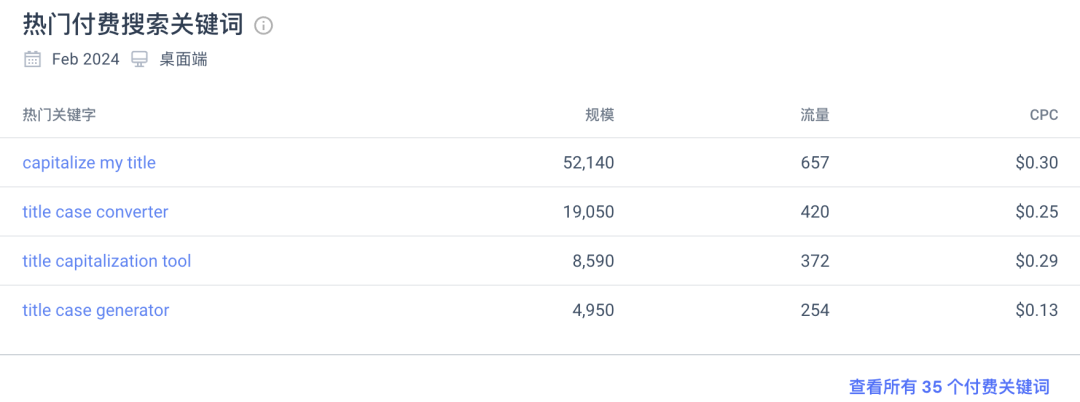 热门付费搜索关键词
Feb 2024 桌面端
热门关键字 规模 流量 CPC
capitalize my title 52,140 657 $0.30
title case converter 19,050 420 $0.25
title capitalization tool 8,590 372 $0.29
title case generator 4,950 254 $0.13
查看所有 35 个付费关键词